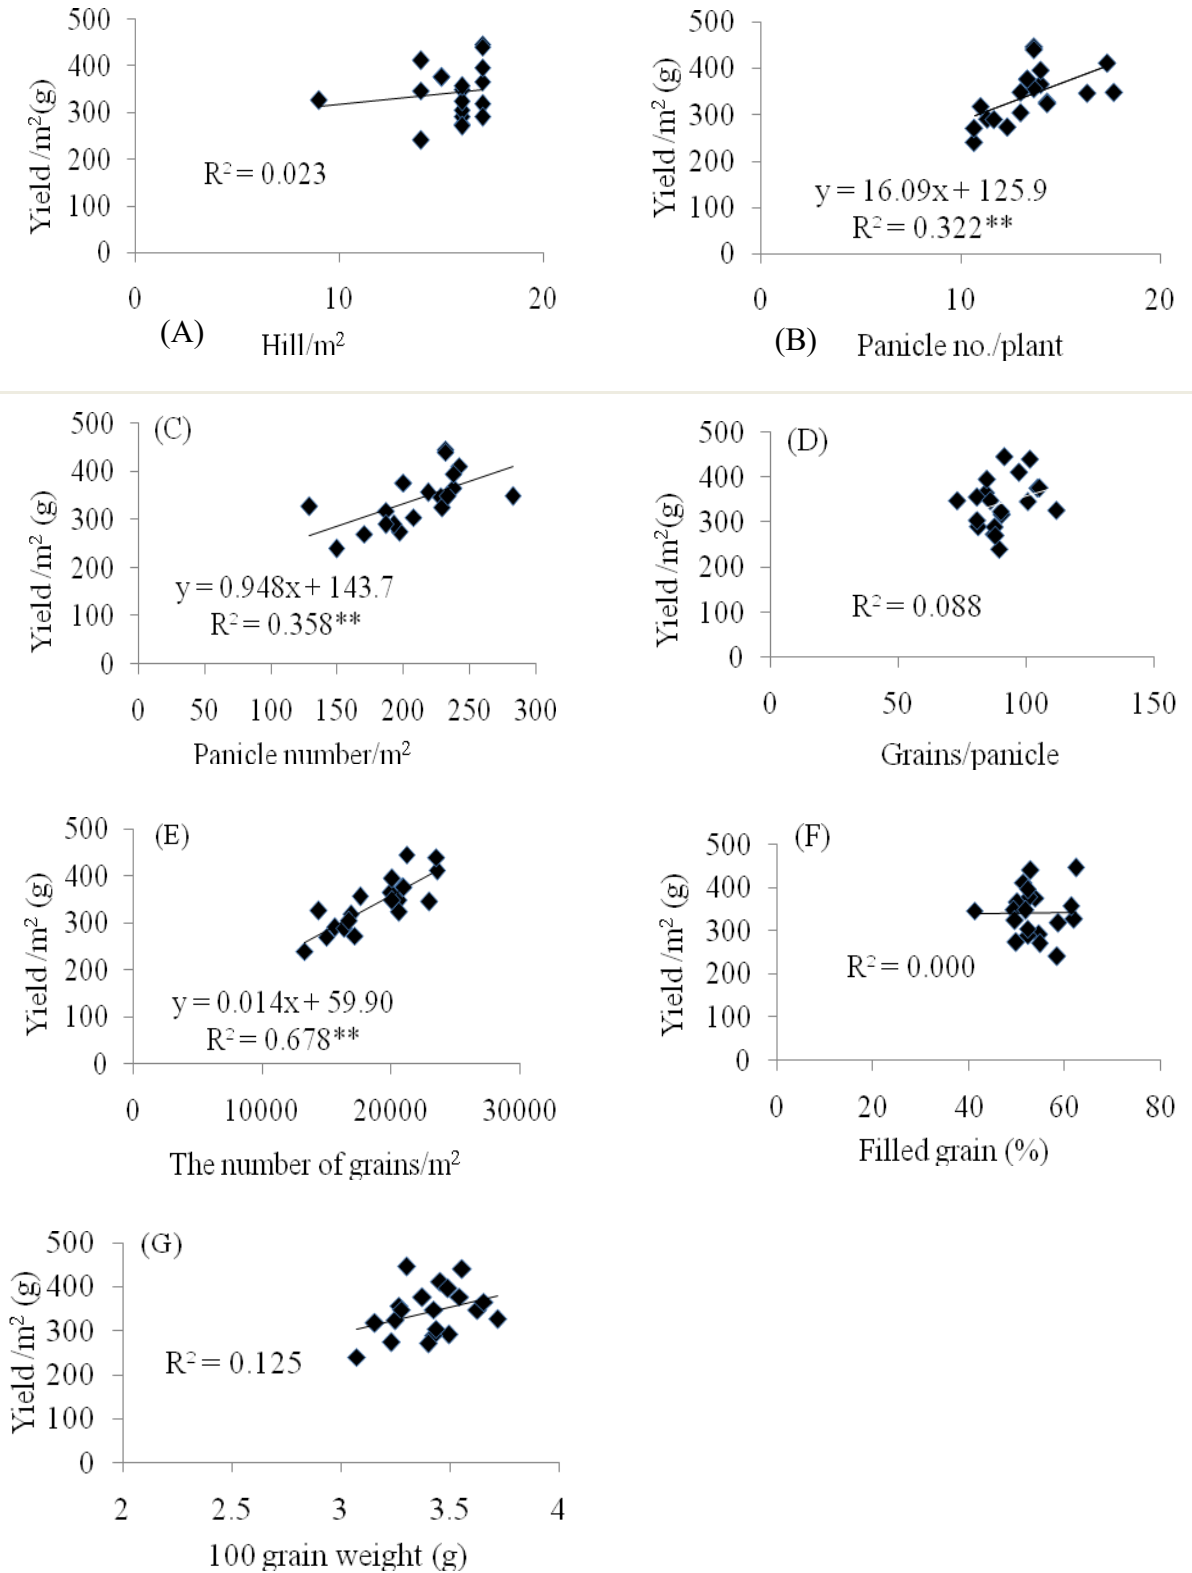 500
400
300
200
100
0
Yield /m²(g)
R² = 0.023
0 10 20
(A)
Hill/m²
500
400
300
200
100
0
Yield /m² (g)
y = 16.09x + 125.9
R² = 0.322**
0 10 20
(B)
Panicle no./plant
(C)
500
400
300
200
100
0
Yield /m² (g)
y = 0.948x + 143.7
R² = 0.358**
0 50 100 150 200 250 300
Panicle number/m²
(D)
500
400
300
200
100
0
Yield /m²(g)
R² = 0.088
0 50 100 150
Grains/panicle
(E)
500
400
300
200
100
0
Yield /m² (g)
y = 0.014x + 59.90
R² = 0.678**
0 10000 20000 30000
The number of grains/m²
(F)
500
400
300
200
100
0
Yield /m² (g)
R² = 0.000
0 20 40 60 80
Filled grain (%)
(G)
500
400
300
200
100
0
Yield /m² (g)
R² = 0.125
2 2.5 3 3.5 4
100 grain weight (g)